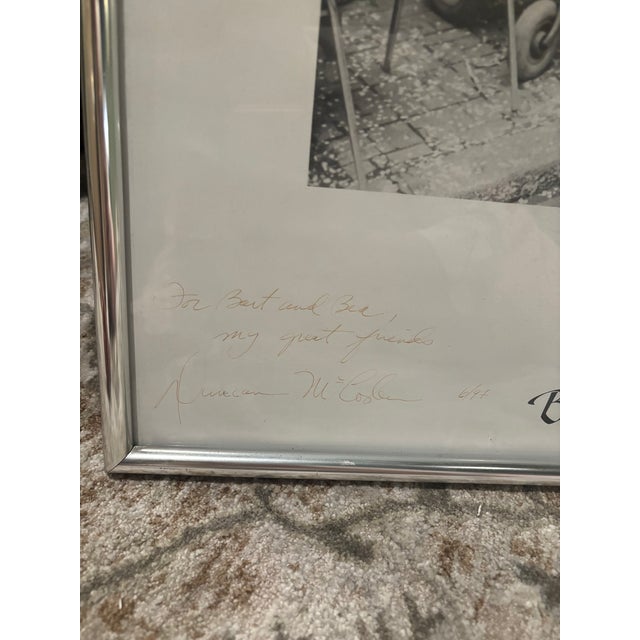 For Bart and Bea,
my great friends
Duncan McCosker
B